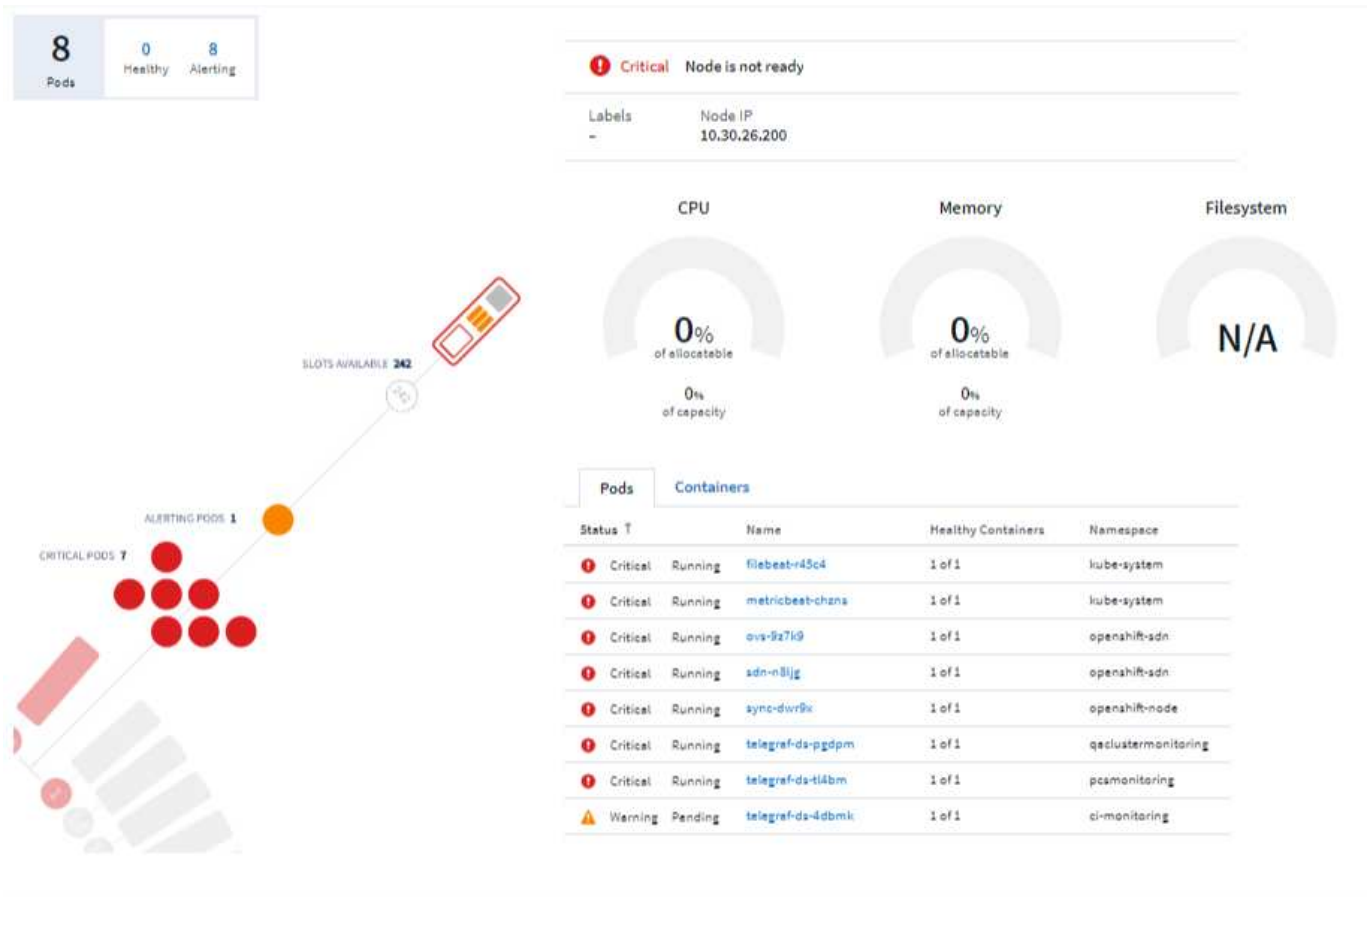 8
Pods
0
Healthy
8
Alerting
Critical Node is not ready
Labels
-
Node IP
10.30.26.200
CPU
Memory
Filesystem
0%
of allocatable
0%
of capacity
0%
of allocatable
0%
of capacity
N/A
SLOTS AVAILABLE 242
ALERTING PODS 1
CRITICAL PODS 7
Pods Containers
Status ↑ Name Healthy Containers Namespace
Critical Running filebeat-r45c4 1 of 1 kube-system
Critical Running metricbeat-chzns 1 of 1 kube-system
Critical Running ovs-9z7k9 1 of 1 openshift-sdn
Critical Running sdn-n8ljg 1 of 1 openshift-sdn
Critical Running sync-dwr9x 1 of 1 openshift-node
Critical Running telegraf-ds-pgdpm 1 of 1 qaclustermonitoring
Critical Running telegraf-ds-tl4bm 1 of 1 pcsmonitoring
Warning Pending telegraf-ds-4dbmk 1 of 1 ci-monitoring